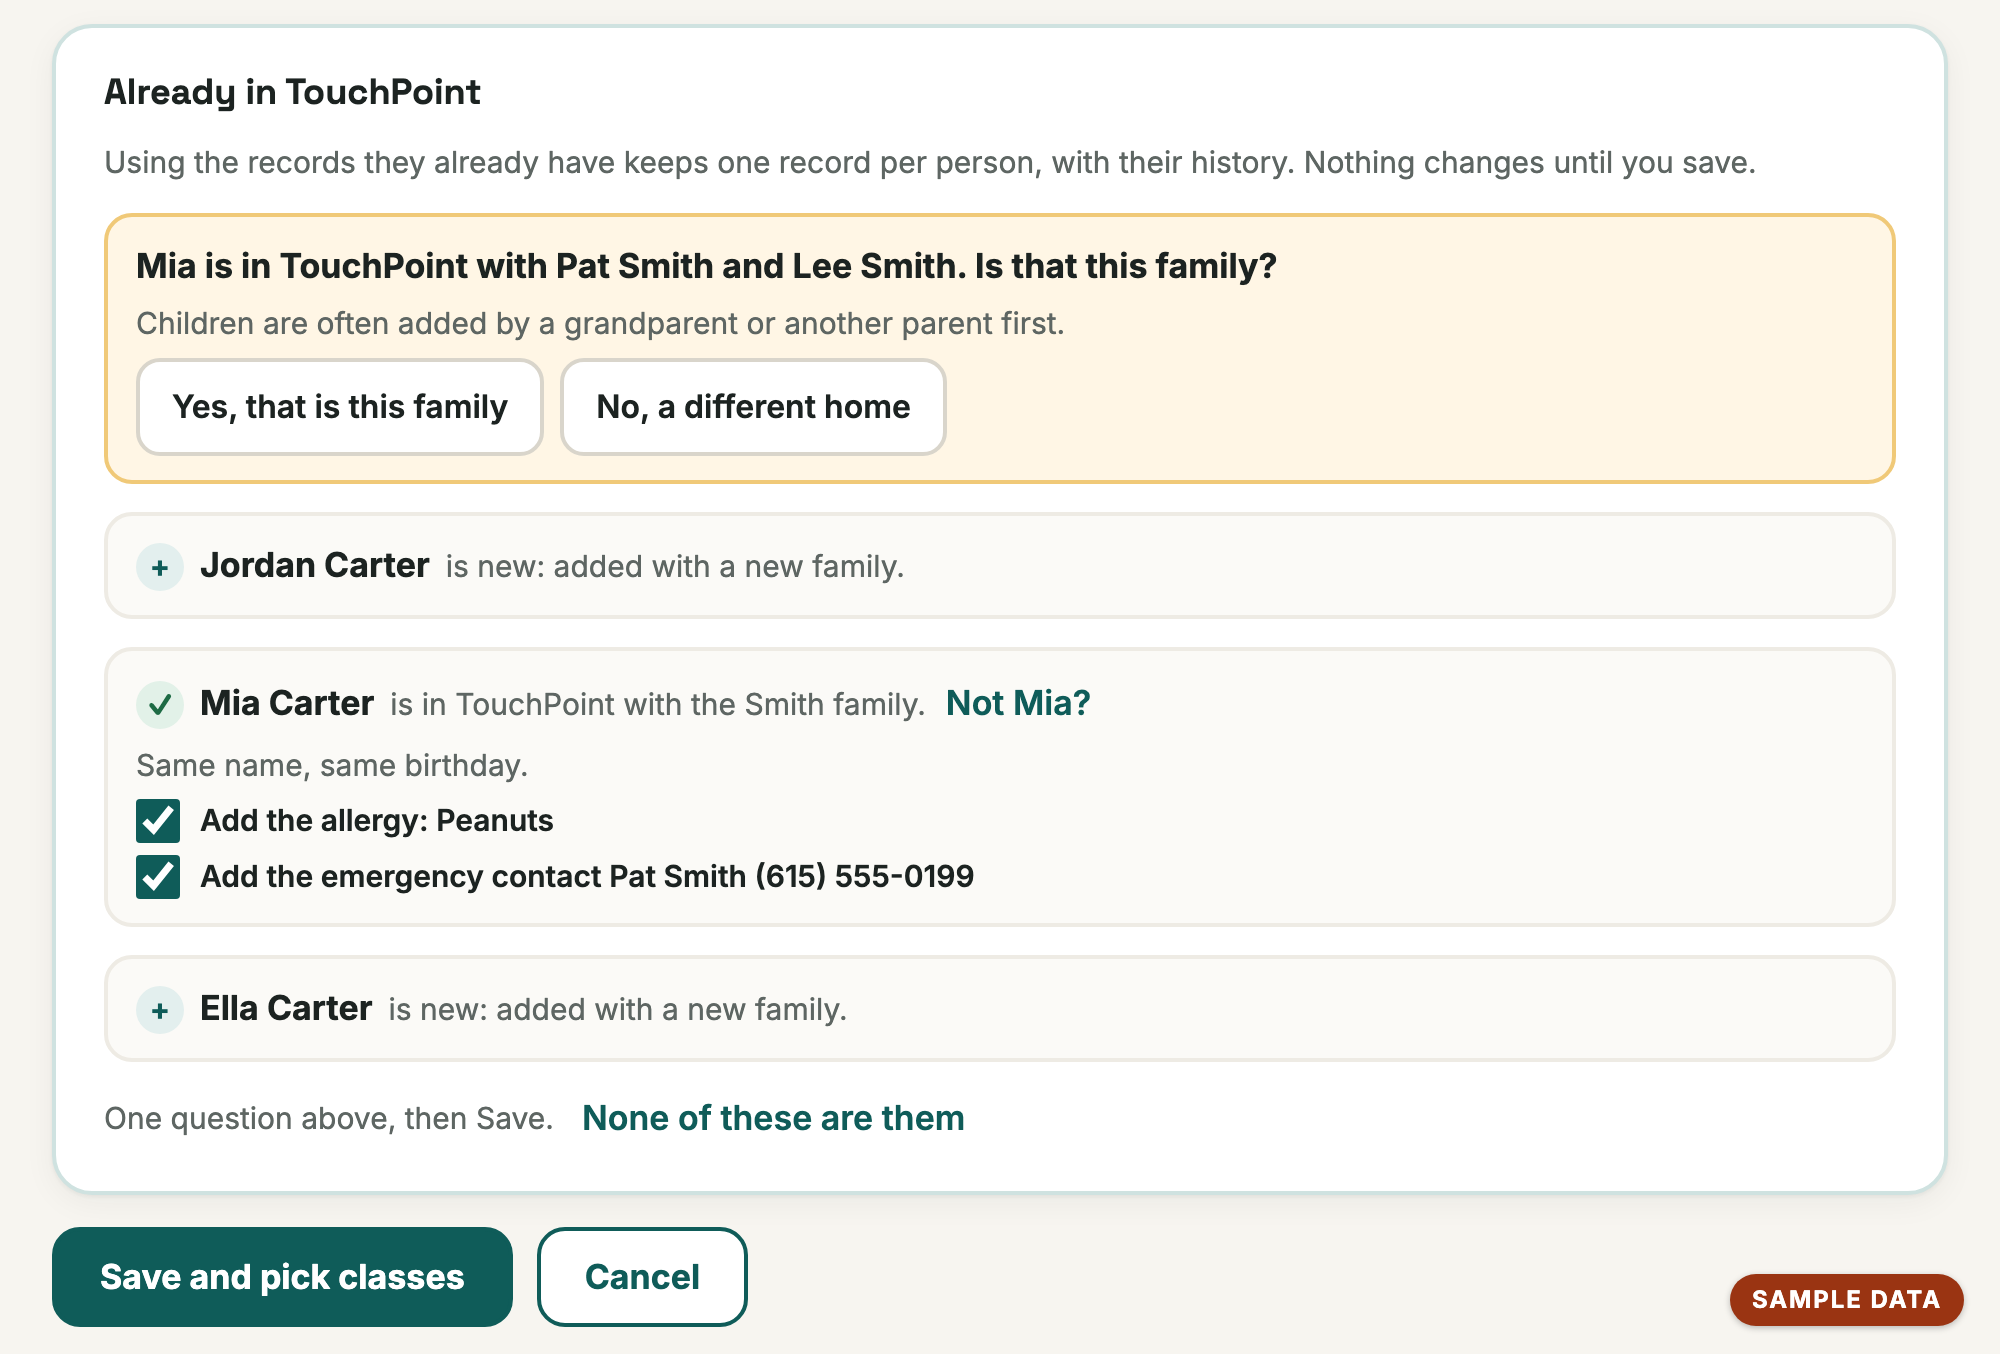 Already in TouchPoint
Using the records they already have keeps one record per person, with their history. Nothing changes until you save.
Mia is in TouchPoint with Pat Smith and Lee Smith. Is that this family?
Children are often added by a grandparent or another parent first.
Yes, that is this family
No, a different home
+ Jordan Carter is new: added with a new family.
Mia Carter is in TouchPoint with the Smith family. Not Mia?
Same name, same birthday.
Add the allergy: Peanuts
Add the emergency contact Pat Smith (615) 555-0199
+ Ella Carter is new: added with a new family.
One question above, then Save. None of these are them
Save and pick classes
Cancel
SAMPLE DATA